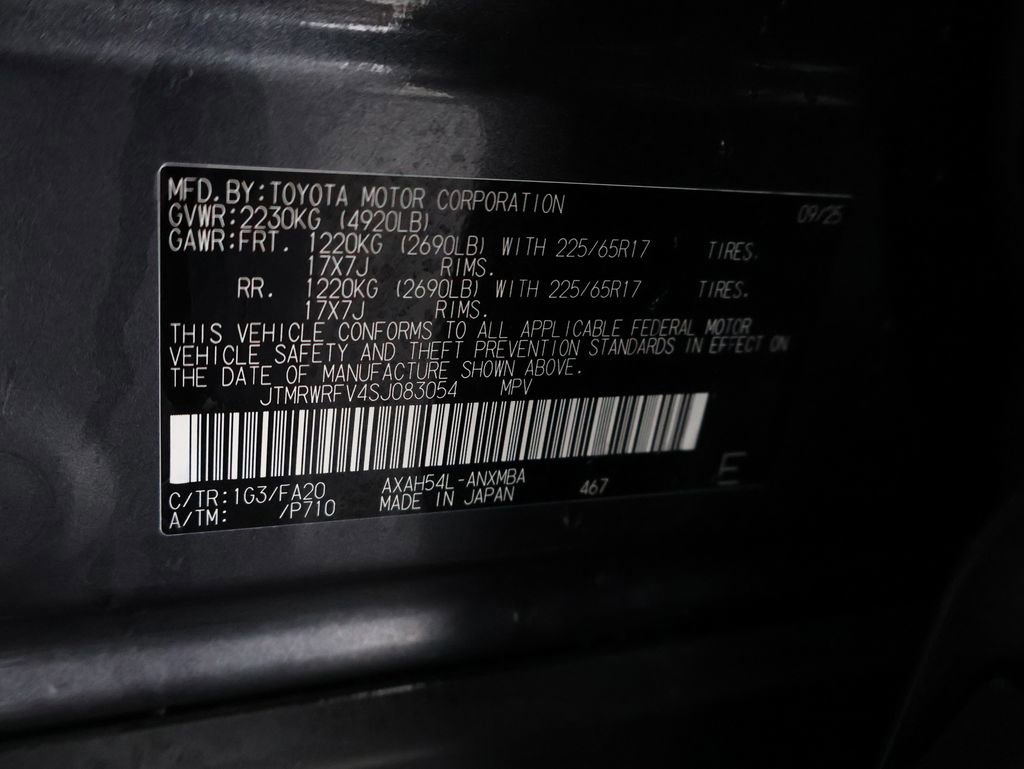 MFD.BY:TOYOTA MOTOR CORPORATION 09/25
GVWR:2230KG (4920LB)
GAWR:FRT. 1220KG (2690LB) WITH 225/65R17 TIRES.
17X7J RIMS.
RR. 1220KG (2690LB) WITH 225/65R17 TIRES.
17X7J RIMS.
THIS VEHICLE CONFORMS TO ALL APPLICABLE FEDERAL MOTOR
VEHICLE SAFETY AND THEFT PREVENTION STANDARDS IN EFFECT ON
THE DATE OF MANUFACTURE SHOWN ABOVE.
JTMRWRFV4SJ083054 MPV
E
C/TR:1G3/FA20 AXAH54L-ANXMBA 467
A/TM: /P710 MADE IN JAPAN